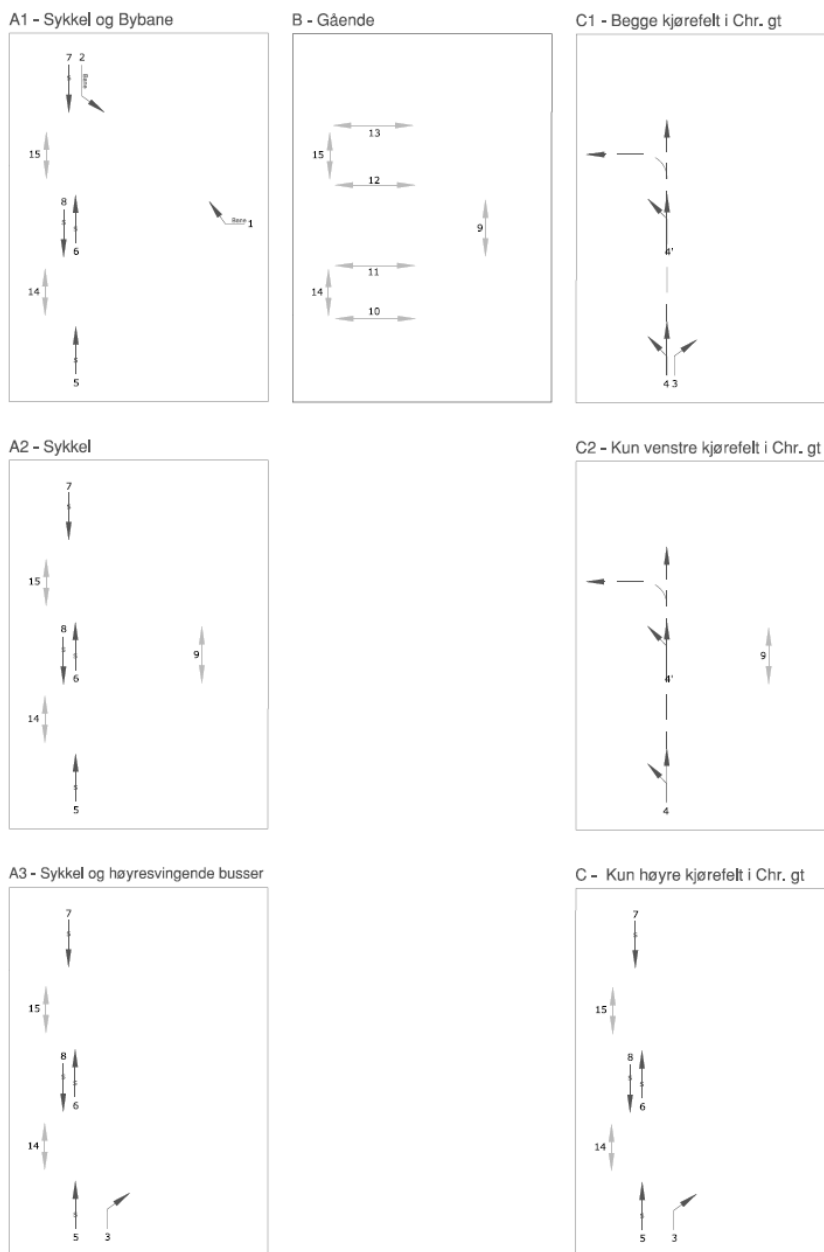 A1 - Sykkel og Bybane
7 2
s
Bane
15
8
s s
6
Bane 1
14
s
5
B - Gående
13
15
12
9
11
14
10
C1 - Begge kjørefelt i Chr. gt
4'
4 3
A2 - Sykkel
7
s
15
8
s s
6
9
14
s
5
C2 - Kun venstre kjørefelt i Chr. gt
4'
9
4
A3 - Sykkel og høyresvingende busser
7
s
15
8
s s
6
14
s
5 3
C - Kun høyre kjørefelt i Chr. gt
7
s
15
8
s s
6
14
s
5 3